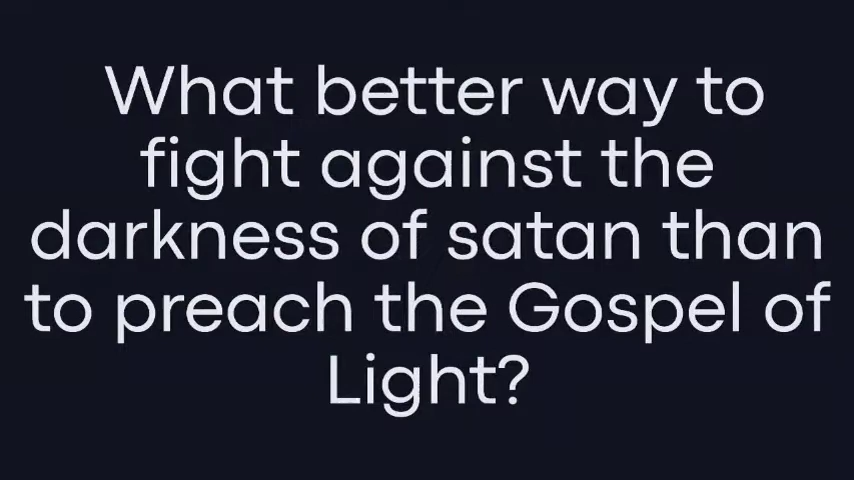 What better way to
fight against the
darkness of satan than
to preach the Gospel of
Light?